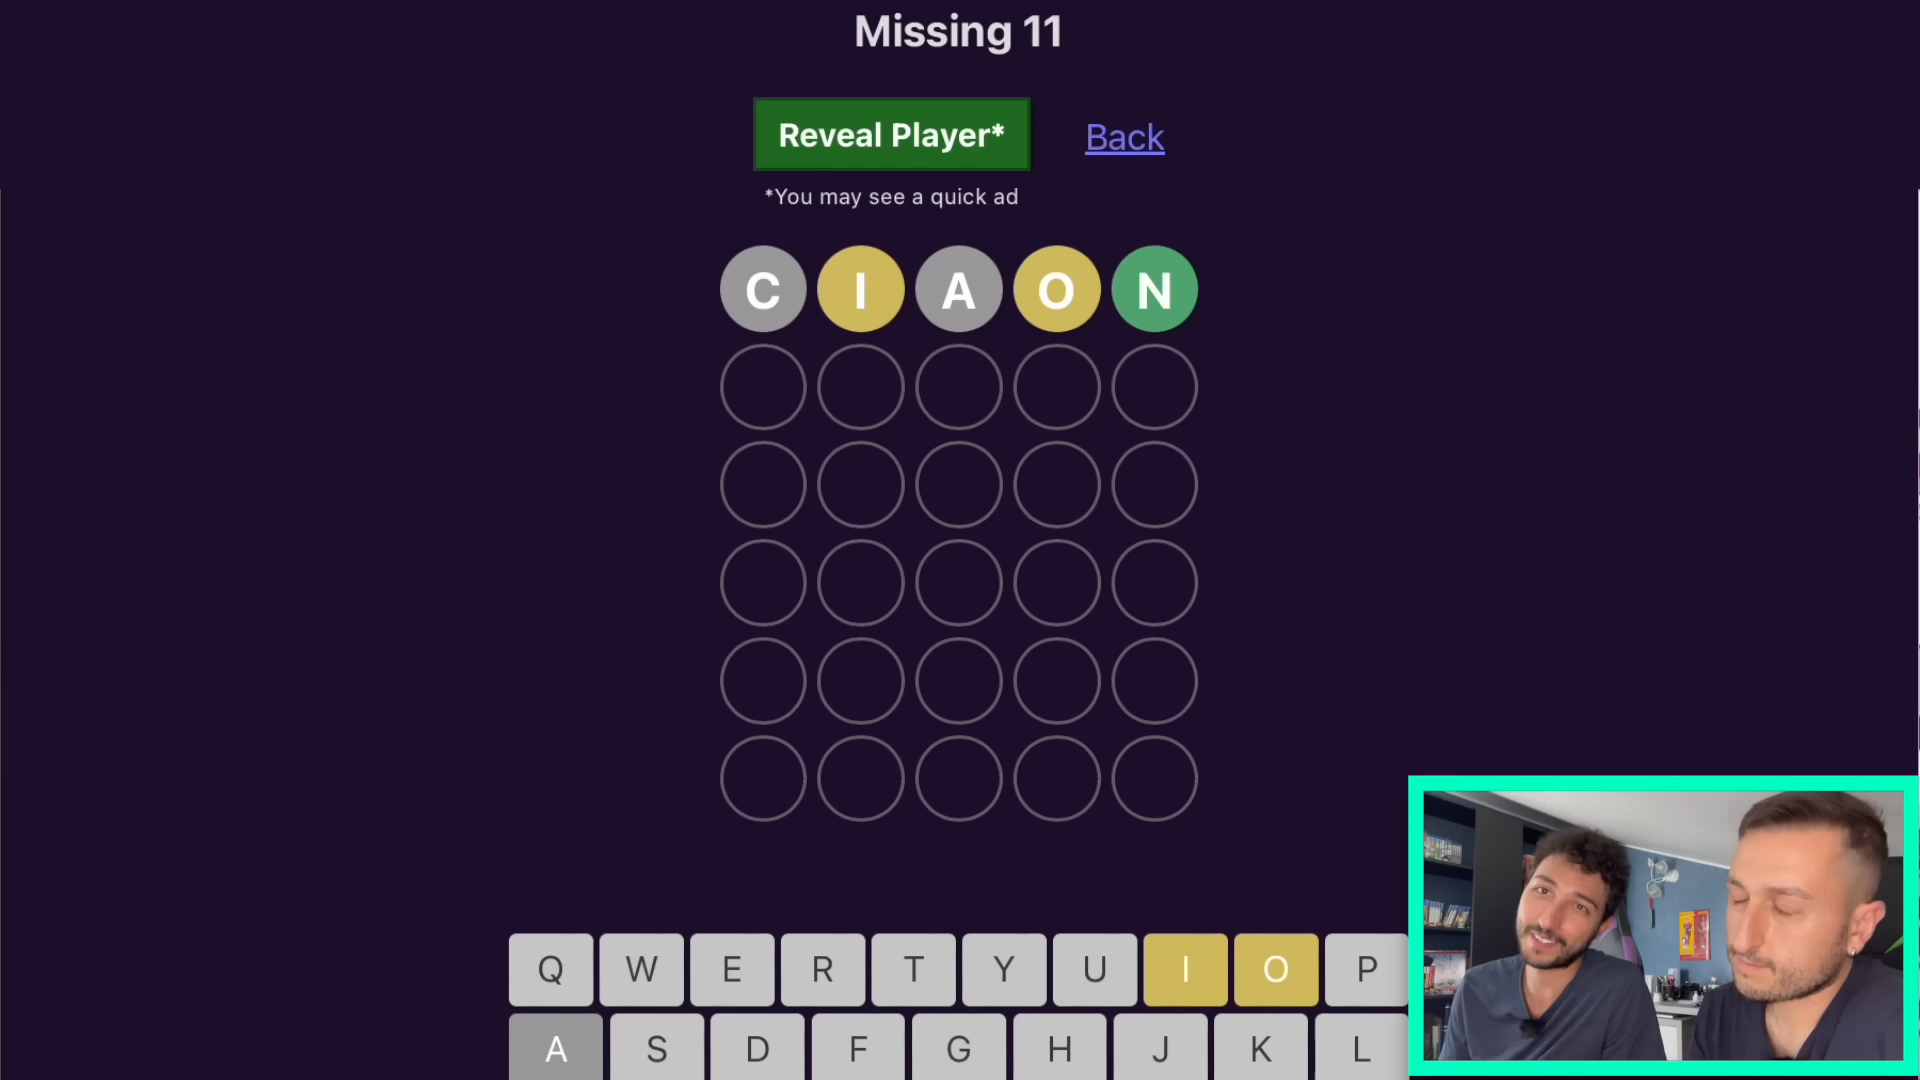 Missing 11
Reveal Player* Back
*You may see a quick ad
C I A O N
Q W E R T Y U I O P
A S D F G H J K L